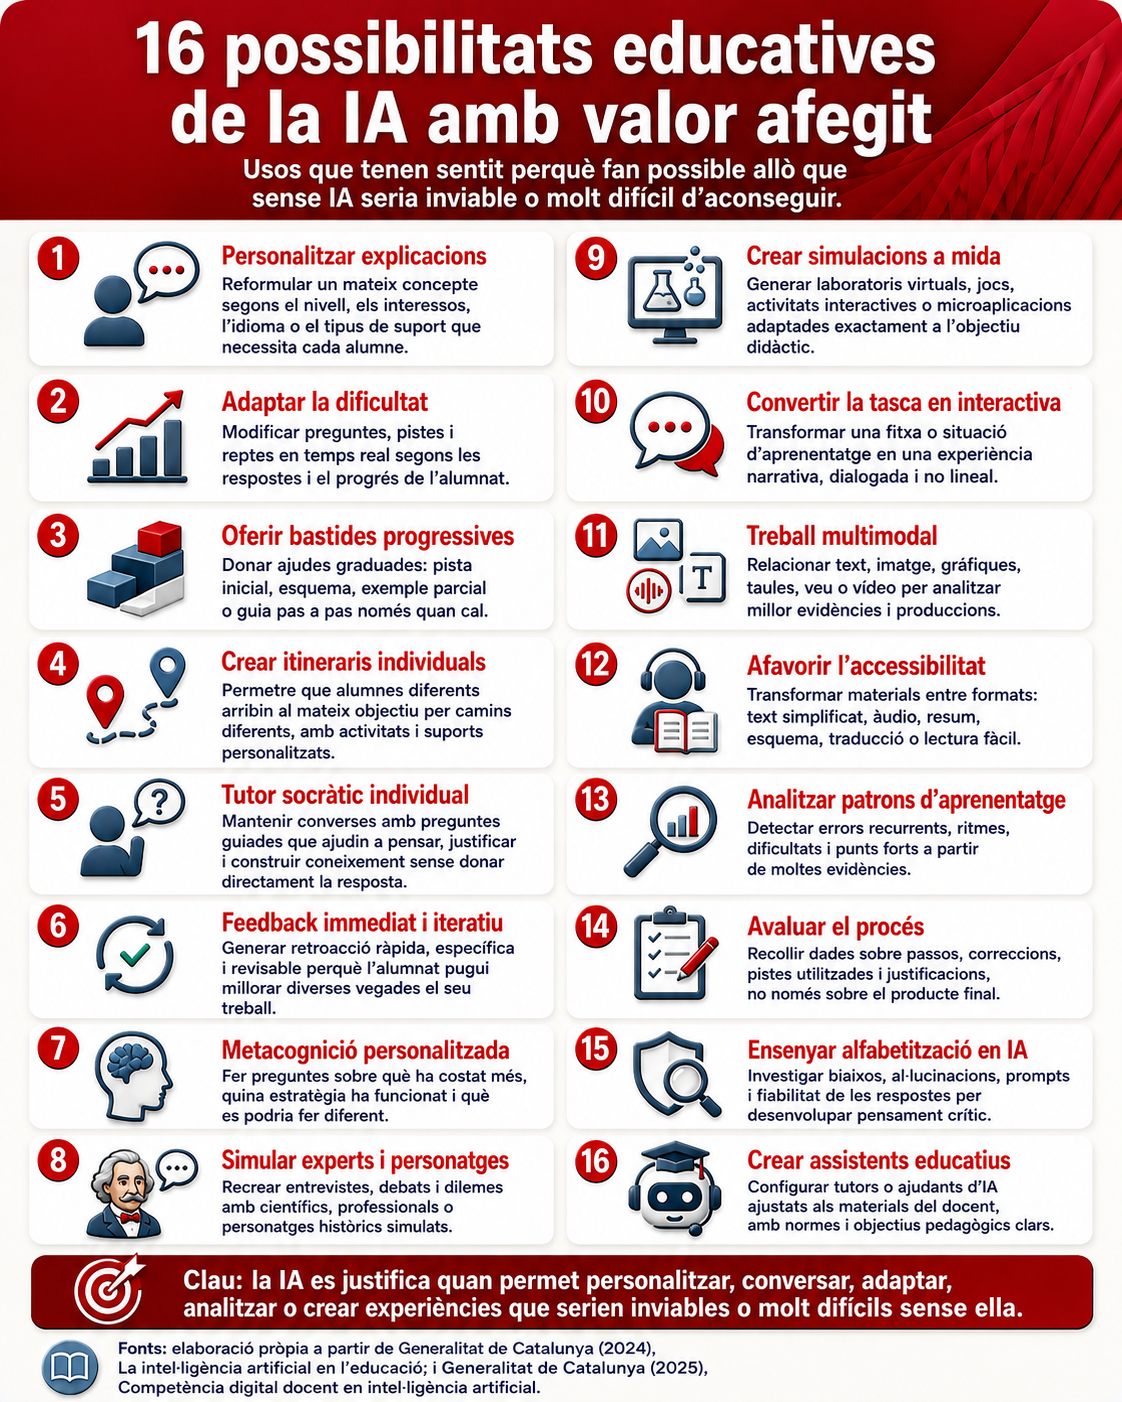 16 possibilitats educatives
de la IA amb valor afegit
Usos que tenen sentit perquè fan possible allò que
sense IA seria inviable o molt difícil d'aconseguir.
1
Personalitzar explicacions
Reformular un mateix concepte
segons el nivell, els interessos,
l'idioma o el tipus de suport que
necessita cada alumne.
2
Adaptar la dificultat
Modificar preguntes, pistes i
reptes en temps real segons les
respostes i el progrés de l'alumnat.
3
Oferir bastides progressives
Donar ajudes graduades: pista
inicial, esquema, exemple parcial
o guia pas a pas només quan cal.
4
Crear itineraris individuals
Permetre que alumnes diferents
arribin al mateix objectiu per camins
diferents, amb activitats i suports
personalitzats.
5
?
Tutor socràtic individual
Mantenir converses amb preguntes
guiades que ajudin a pensar, justificar
i construir coneixement sense donar
directament la resposta.
6
Feedback immediat i iteratiu
Generar retroacció ràpida, específica
i revisable perquè l'alumnat pugui
millorar diverses vegades el seu
treball.
7
Metacognició personalitzada
Fer preguntes sobre què ha costat més,
quina estratègia ha funcionat i què
es podria fer diferent.
8
Simular experts i personatges
Recrear entrevistes, debats i dilemes
amb científics, professionals o
personatges històrics simulats.
9
Crear simulacions a mida
Generar laboratoris virtuals, jocs,
activitats interactives o microaplicacions
adaptades exactament a l'objectiu
didàctic.
10
Convertir la tasca en interactiva
Transformar una fitxa o situació
d'aprenentatge en una experiència
narrativa, dialogada i no lineal.
11
T
Treball multimodal
Relacionar text, imatge, gráfiques,
taules, veu o vídeo per analitzar
millor evidències i produccions.
12
Afavorir l'accessibilitat
Transformar materials entre formats:
text simplificat, àudio, resum,
esquema, traducció o lectura fàcil.
13
Analitzar patrons d'aprenentatge
Detectar errors recurrents, ritmes,
dificultats i punts forts a partir
de moltes evidències.
14
Avaluar el procés
Recollir dades sobre passos, correccions,
pistes utilitzades i justificacions,
no només sobre el producte final.
15
Ensenyar alfabetització en IA
Investigar biaixos, al·lucinacions, prompts
i fiabilitat de les respostes per
desenvolupar pensament crític.
16
Crear assistents educatius
Configurar tutors o ajudants d'IA
ajustats als materials del docent,
amb normes i objectius pedagògics clars.
Clau: la IA es justifica quan permet personalitzar, conversar, adaptar,
analitzar o crear experiències que serien inviables o molt difícils sense ella.
Fonts: elaboració pròpia a partir de Generalitat de Catalunya (2024),
La intel·ligència artificial en l'educació; i Generalitat de Catalunya (2025),
Competència digital docent en intel·ligència artificial.